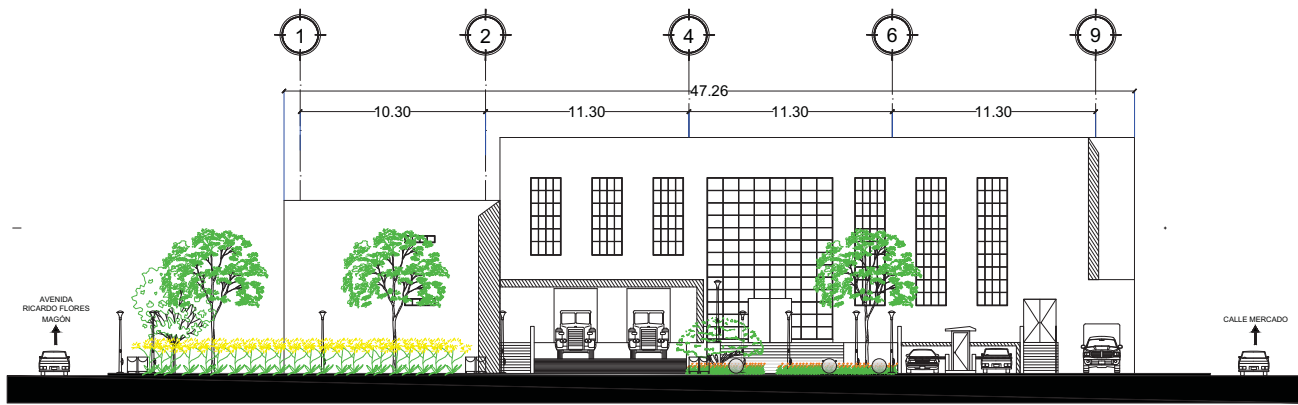 1 2 4 6 9
47.26
10.30 11.30 11.30 11.30
AVENIDA
RICARDO FLORES
MAGÓN
CALLE MERCADO